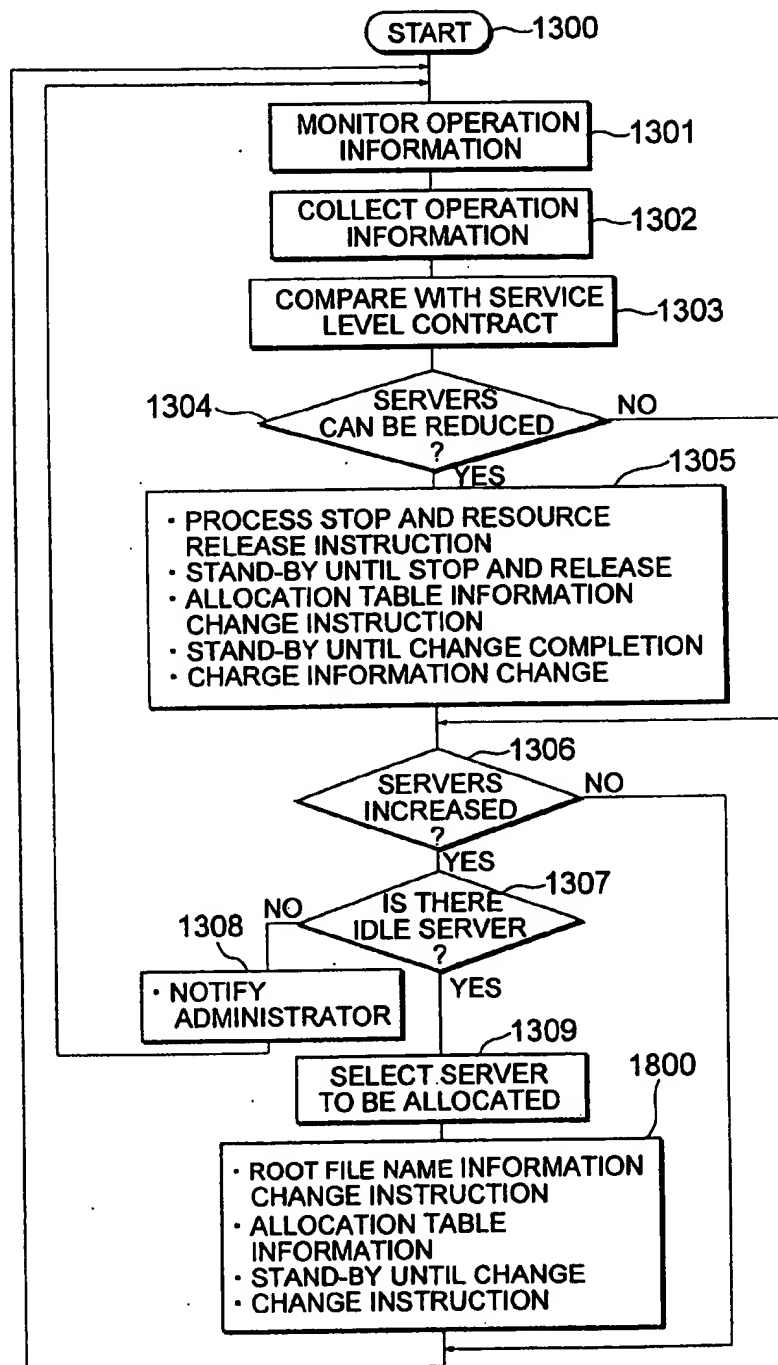 START
1300
MONITOR OPERATION
INFORMATION
1301
COLLECT OPERATION
INFORMATION
1302
COMPARE WITH SERVICE
LEVEL CONTRACT
1303
1304
SERVERS
CAN BE REDUCED
?
NO
YES
1305
· PROCESS STOP AND RESOURCE
RELEASE INSTRUCTION
· STAND-BY UNTIL STOP AND RELEASE
· ALLOCATION TABLE INFORMATION
CHANGE INSTRUCTION
· STAND-BY UNTIL CHANGE COMPLETION
· CHARGE INFORMATION CHANGE
1306
SERVERS
INCREASED
?
NO
YES
1307
IS THERE
IDLE SERVER
?
NO
YES
1308
· NOTIFY
ADMINISTRATOR
1309
SELECT SERVER
TO BE ALLOCATED
1800
· ROOT FILE NAME INFORMATION
CHANGE INSTRUCTION
· ALLOCATION TABLE
INFORMATION
· STAND-BY UNTIL CHANGE
· CHANGE INSTRUCTION